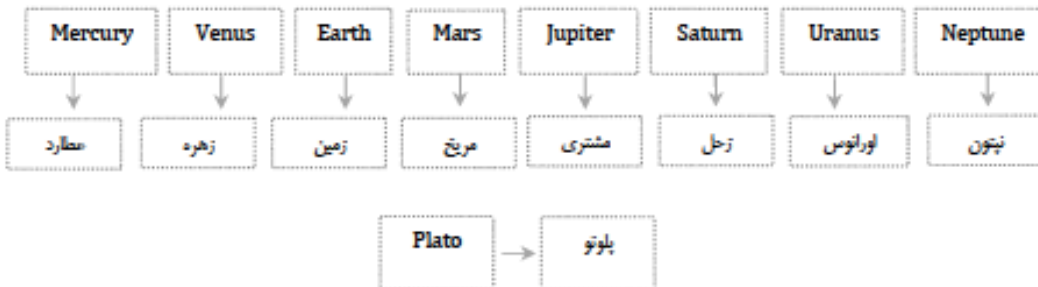 Mercury Venus Earth Mars Jupiter Saturn Uranus Neptune
عطارد زهره زمین مریخ مشتری زحل اورانوس نپتون
Plato پلوتو